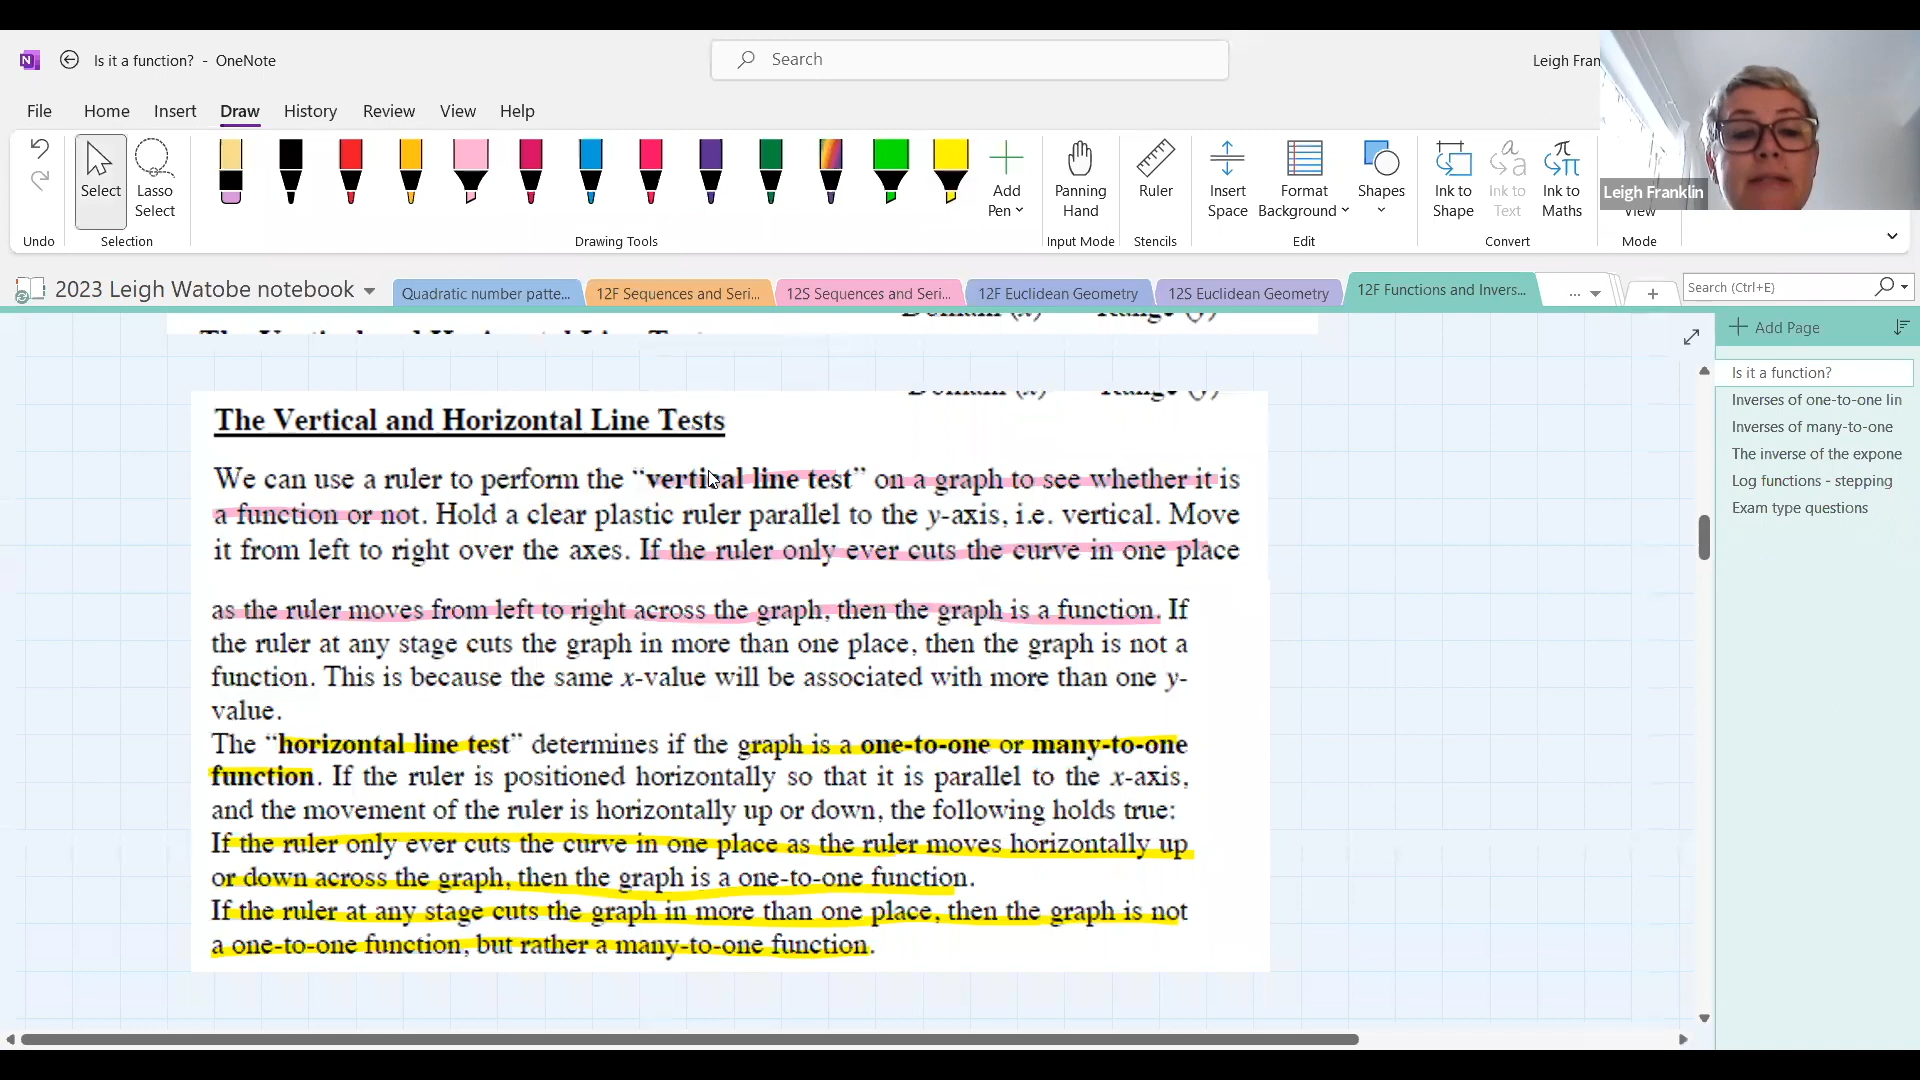 Is it a function? - OneNote
Search
Leigh Fran
File Home Insert Draw History Review View Help
Select
Lasso Select
Add Pen
Panning Hand
Ruler
Insert Space
Format Background
Shapes
Ink to Shape
Ink to Text
Ink to Maths
View
Leigh Franklin
Undo Selection Drawing Tools Input Mode Stencils Edit Convert Mode
2023 Leigh Watobe notebook
Quadratic number patte... 12F Sequences and Seri... 12S Sequences and Seri... 12F Euclidean Geometry 12S Euclidean Geometry 12F Functions and Invers... ...
Search (Ctrl+E)
Add Page
Is it a function?
Inverses of one-to-one lin
Inverses of many-to-one
The inverse of the expone
Log functions - stepping
Exam type questions
Domain (x) Range (y)
The Vertical and Horizontal Line Tests
Domain (x) Range (y)
The Vertical and Horizontal Line Tests
We can use a ruler to perform the “vertical line test” on a graph to see whether it is
a function or not. Hold a clear plastic ruler parallel to the y-axis, i.e. vertical. Move
it from left to right over the axes. If the ruler only ever cuts the curve in one place
as the ruler moves from left to right across the graph, then the graph is a function. If
the ruler at any stage cuts the graph in more than one place, then the graph is not a
function. This is because the same x-value will be associated with more than one y-
value.
The “horizontal line test” determines if the graph is a one-to-one or many-to-one
function. If the ruler is positioned horizontally so that it is parallel to the x-axis,
and the movement of the ruler is horizontally up or down, the following holds true:
If the ruler only ever cuts the curve in one place as the ruler moves horizontally up
or down across the graph, then the graph is a one-to-one function.
If the ruler at any stage cuts the graph in more than one place, then the graph is not
a one-to-one function, but rather a many-to-one function.